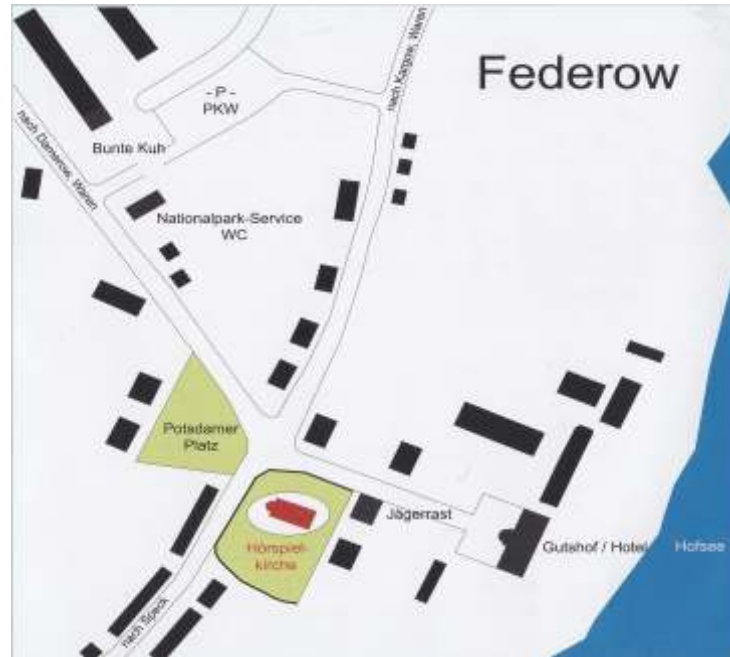 Federow
nach Kargow, Waren
- P -
PKW
nach Damerow, Waren
Bunte Kuh
Nationalpark-Service
WC
Potsdamer
Platz
Jägerrast
Hörspiel-
kirche
Gutshof / Hotel
Hofsee
nach Speck